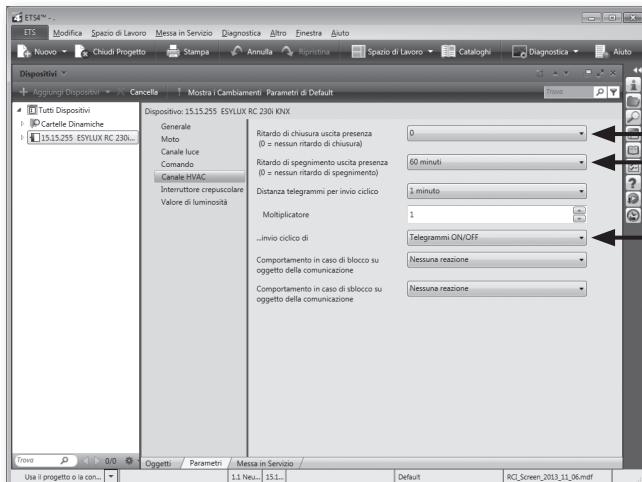 ETS4™ - .
ETS Modifica Spazio di Lavoro Messa in Servizio Diagnostica Altro Finestra Aiuto
Nuovo Chiudi Progetto Stampa Annulla Ripristina Spazio di Lavoro Cataloghi Diagnostica Aiuto
Dispositivi
Aggiungi Dispositivi Cancella Mostra i Cambiamenti Parametri di Default Trova
Tutti Dispositivi
Cartelle Dinamiche
15.15.255 ESYLUX RC 230i...
Dispositivo: 15.15.255 ESYLUX RC 230i KNX
Generale
Moto
Canale luce
Comando
Canale HVAC
Interruttore crepuscolare
Valore di luminosità
Ritardo di chiusura uscita presenza
(0 = nessun ritardo di chiusura)
0
Ritardo di spegnimento uscita presenza
(0 = nessun ritardo di spegnimento)
60 minuti
Distanza telegrammi per invio ciclico
1 minuto
Moltiplicatore
1
...invio ciclico di
Telegrammi ON/OFF
Comportamento in caso di blocco su
oggetto della comunicazione
Nessuna reazione
Comportamento in caso di sblocco su
oggetto della comunicazione
Nessuna reazione
Trova 0/0
Oggetti Parametri Messa in Servizio
Usa il progetto o la con... 1.1 Neu... 15.1... Default RCI_Screen_2013_11_06.mdf